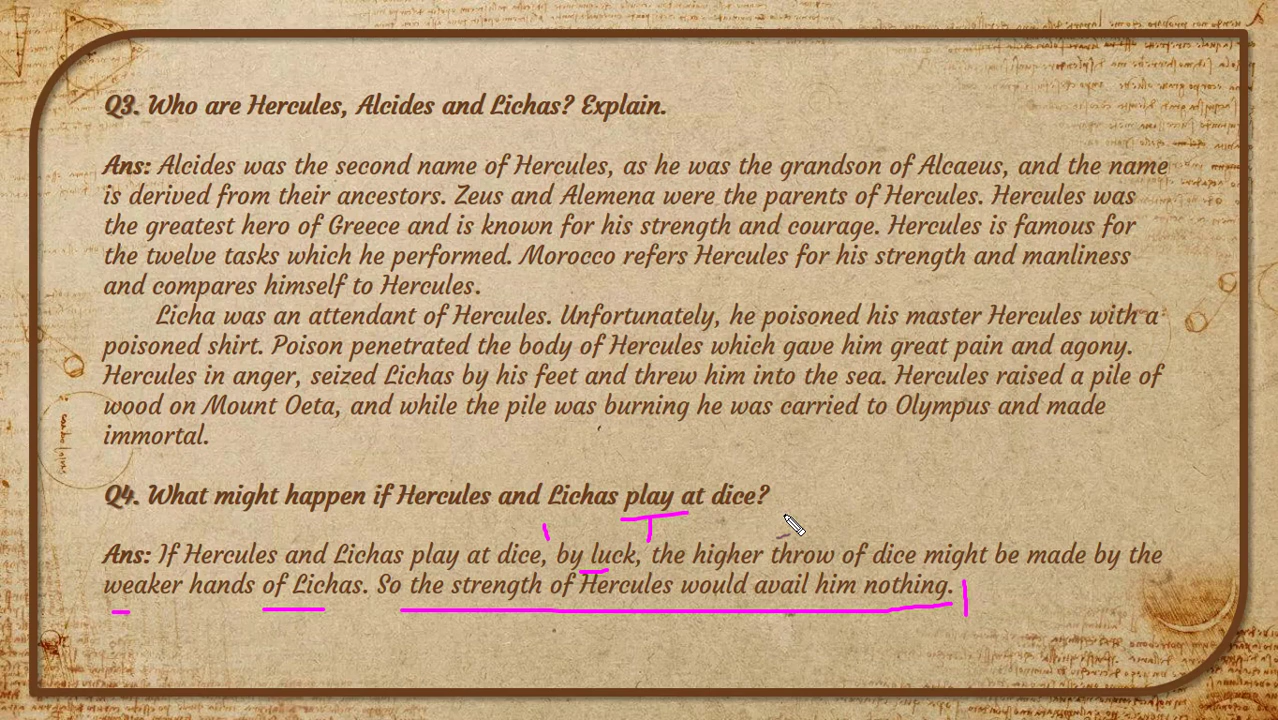 Q3. Who are Hercules, Alcides and Lichas? Explain.
Ans: Alcides was the second name of Hercules, as he was the grandson of Alcaeus, and the name
is derived from their ancestors. Zeus and Alemena were the parents of Hercules. Hercules was
the greatest hero of Greece and is known for his strength and courage. Hercules is famous for
the twelve tasks which he performed. Morocco refers Hercules for his strength and manliness
and compares himself to Hercules.
Licha was an attendant of Hercules. Unfortunately, he poisoned his master Hercules with a
poisoned shirt. Poison penetrated the body of Hercules which gave him great pain and agony.
Hercules in anger, seized Lichas by his feet and threw him into the sea. Hercules raised a pile of
wood on Mount Oeta, and while the pile was burning he was carried to Olympus and made
immortal.
Q4. What might happen if Hercules and Lichas play at dice?
Ans: If Hercules and Lichas play at dice, by luck, the higher throw of dice might be made by the
weaker hands of Lichas. So the strength of Hercules would avail him nothing.